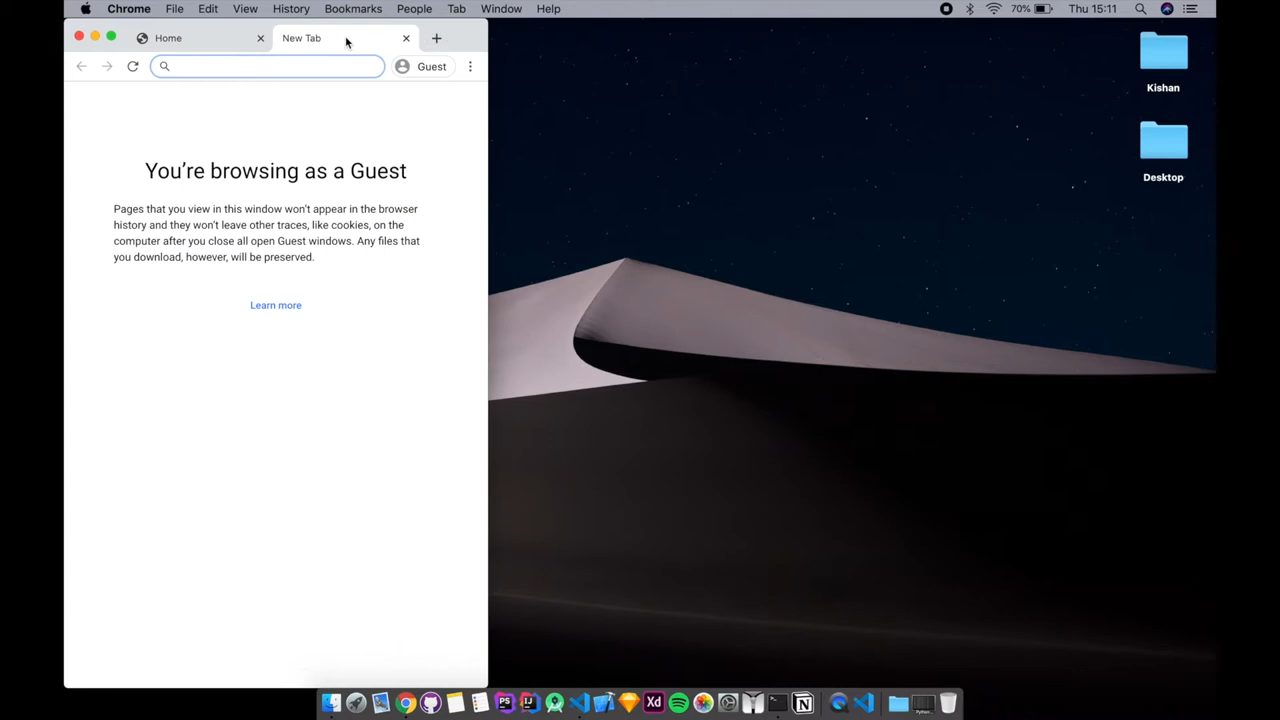 Chrome File Edit View History Bookmarks People Tab Window Help 70% Thu 15:11
Home New Tab
Guest
You’re browsing as a Guest
Pages that you view in this window won’t appear in the browser
history and they won’t leave other traces, like cookies, on the
computer after you close all open Guest windows. Any files that
you download, however, will be preserved.
Learn more
Kishan
Desktop
PS
IJ
Xd
N